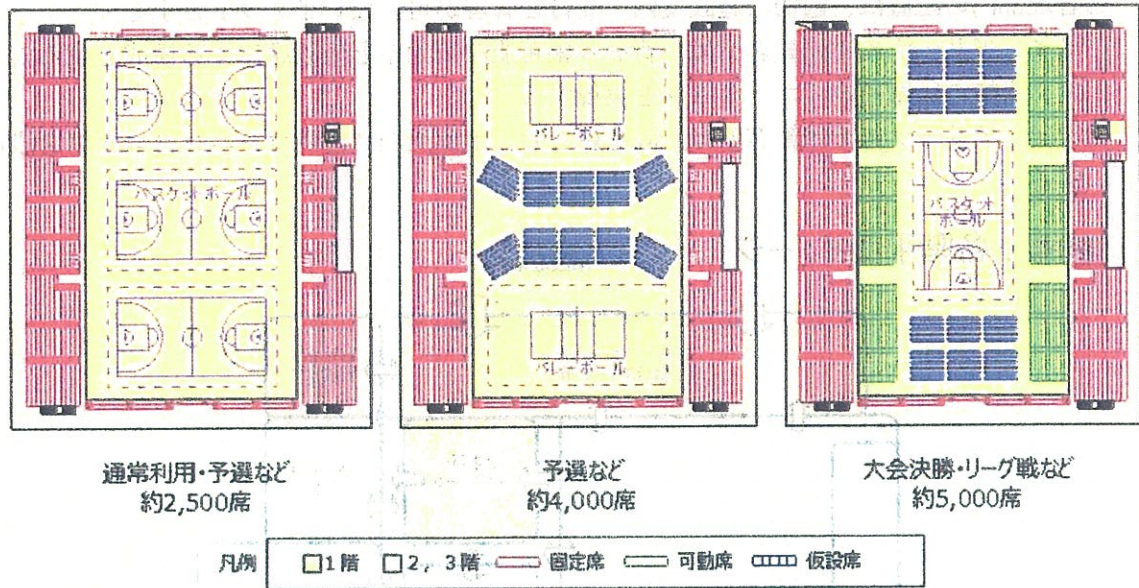 バスケットボール
バレーボール
バレーボール
バスケット
ボール
通常利用・予選など
約2,500席
予選など
約4,000席
大会決勝・リーグ戦など
約5,000席
凡例
1階
2，3階
固定席
可動席
仮設席